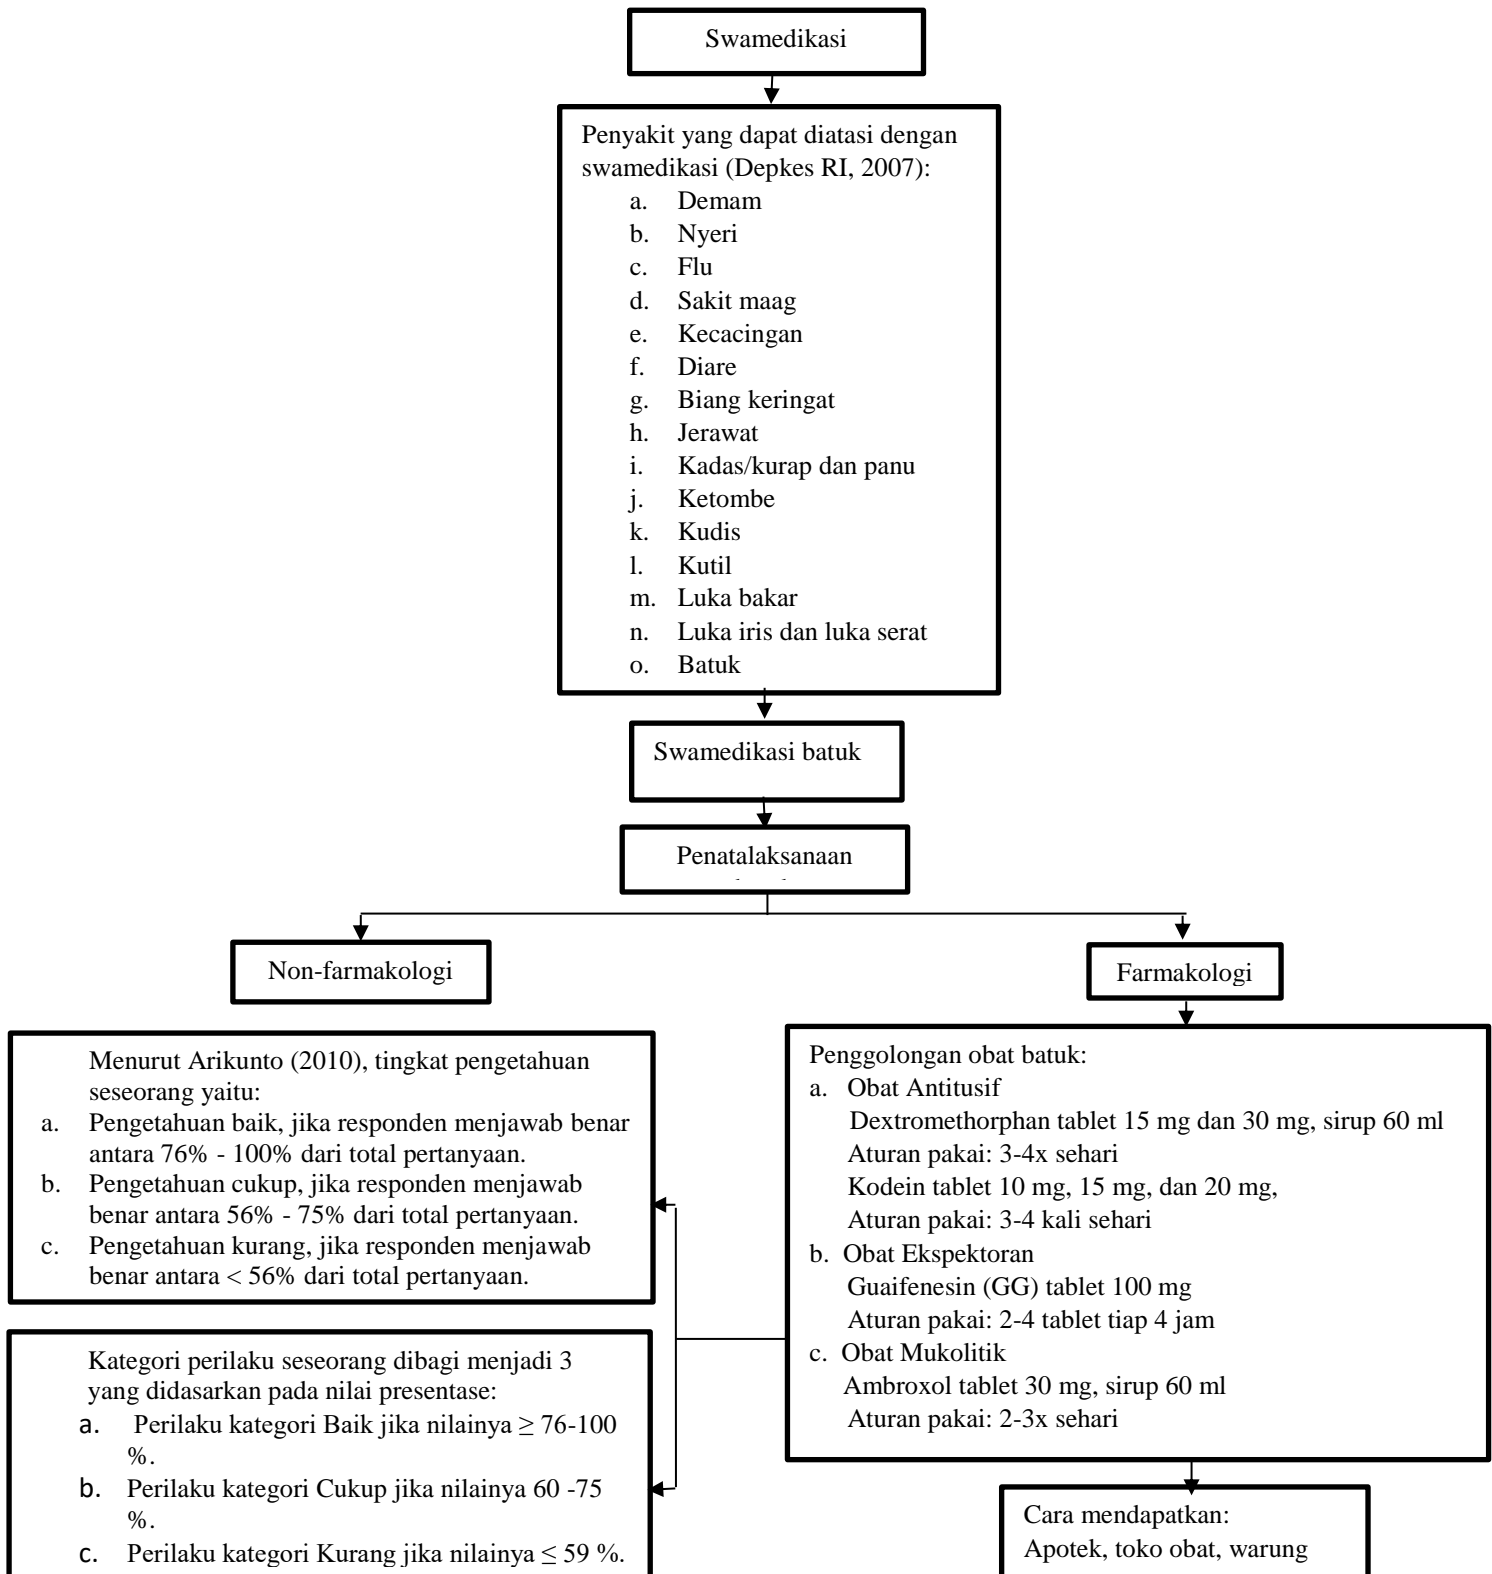 Swamedikasi
Penyakit yang dapat diatasi dengan
swamedikasi (Depkes RI, 2007):
a. Demam
b. Nyeri
c. Flu
d. Sakit maag
e. Kecacingan
f. Diare
g. Biang keringat
h. Jerawat
i. Kadas/kurap dan panu
j. Ketombe
k. Kudis
l. Kutil
m. Luka bakar
n. Luka iris dan luka serat
o. Batuk
Swamedikasi batuk
Penatalaksanaan
Non-farmakologi
Farmakologi
Menurut Arikunto (2010), tingkat pengetahuan
seseorang yaitu:
a. Pengetahuan baik, jika responden menjawab benar
antara 76% - 100% dari total pertanyaan.
b. Pengetahuan cukup, jika responden menjawab
benar antara 56% - 75% dari total pertanyaan.
c. Pengetahuan kurang, jika responden menjawab
benar antara < 56% dari total pertanyaan.
Penggolongan obat batuk:
a. Obat Antitusif
Dextromethorphan tablet 15 mg dan 30 mg, sirup 60 ml
Aturan pakai: 3-4x sehari
Kodein tablet 10 mg, 15 mg, dan 20 mg,
Aturan pakai: 3-4 kali sehari
b. Obat Ekspektoran
Guaifenesin (GG) tablet 100 mg
Aturan pakai: 2-4 tablet tiap 4 jam
c. Obat Mukolitik
Ambroxol tablet 30 mg, sirup 60 ml
Aturan pakai: 2-3x sehari
Kategori perilaku seseorang dibagi menjadi 3
yang didasarkan pada nilai presentase:
a. Perilaku kategori Baik jika nilainya ≥ 76-100
%.
b. Perilaku kategori Cukup jika nilainya 60 -75
%.
c. Perilaku kategori Kurang jika nilainya ≤ 59 %.
Cara mendapatkan:
Apotek, toko obat, warung